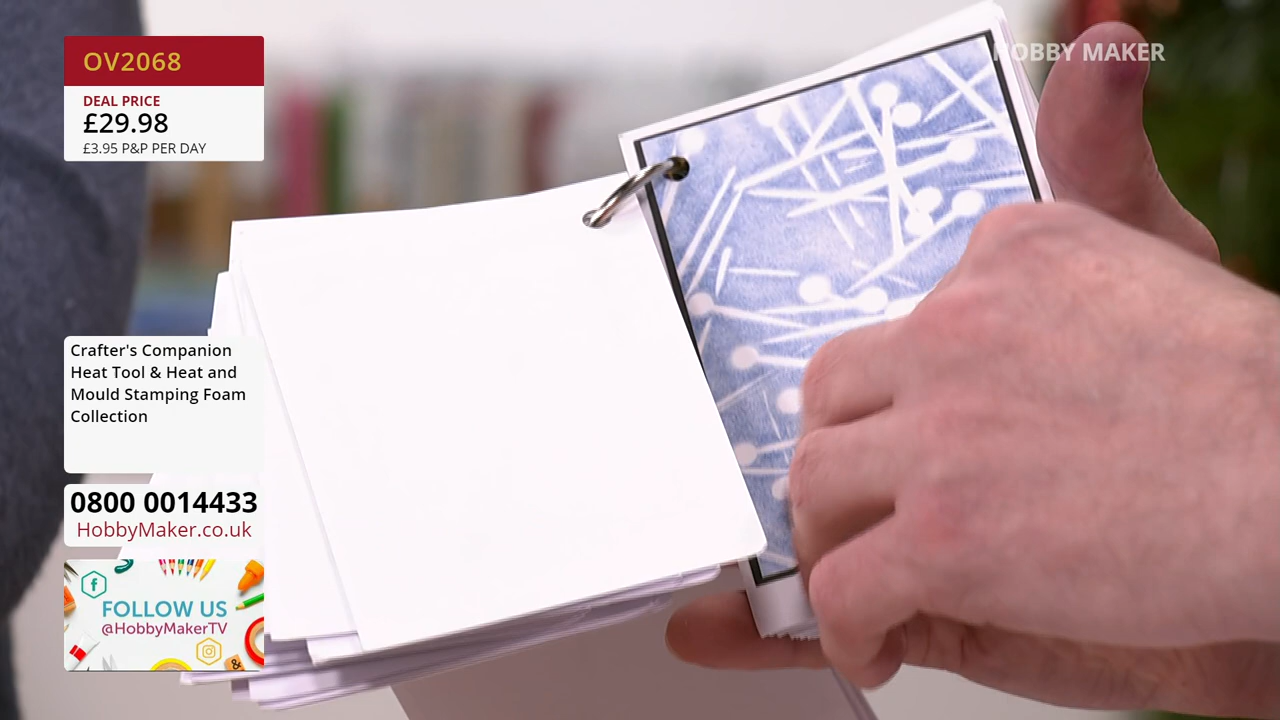 OV2068
DEAL PRICE
£29.98
£3.95 P&P PER DAY
HOBBY MAKER
Crafter's Companion
Heat Tool & Heat and
Mould Stamping Foam
Collection
0800 0014433
HobbyMaker.co.uk
FOLLOW US
@HobbyMakerTV